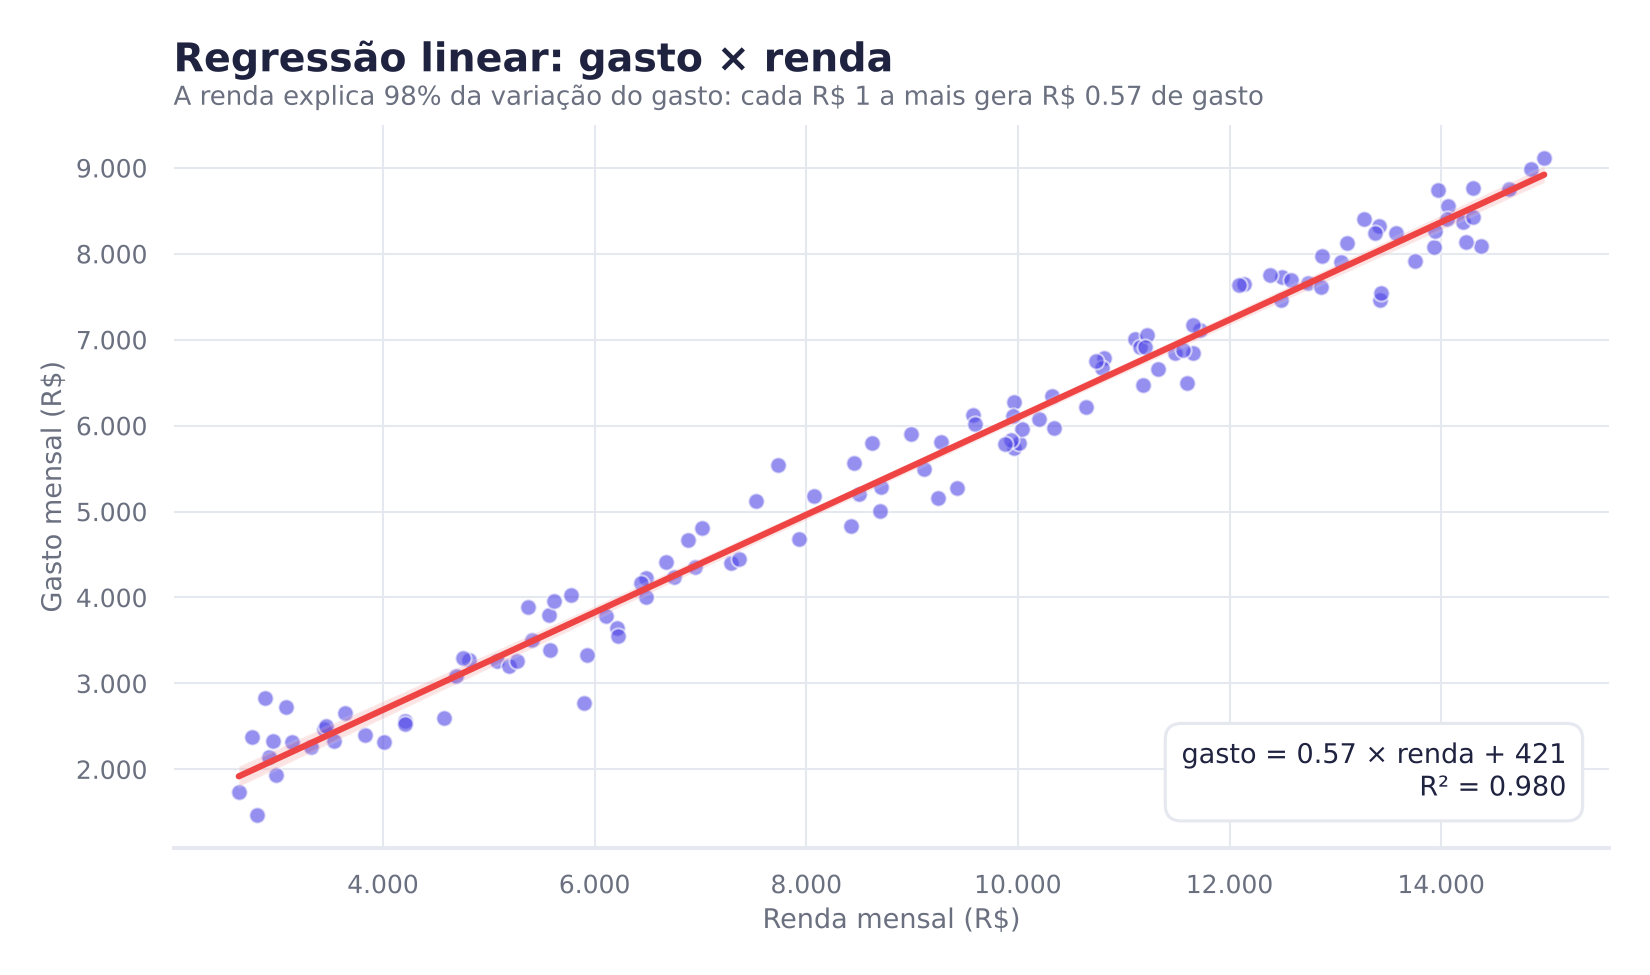 Regressão linear: gasto × renda
A renda explica 98% da variação do gasto: cada R$ 1 a mais gera R$ 0.57 de gasto
Gasto mensal (R$)
9.000
8.000
7.000
6.000
5.000
4.000
3.000
2.000
gasto = 0.57 × renda + 421
R² = 0.980
4.000
6.000
8.000
10.000
12.000
14.000
Renda mensal (R$)